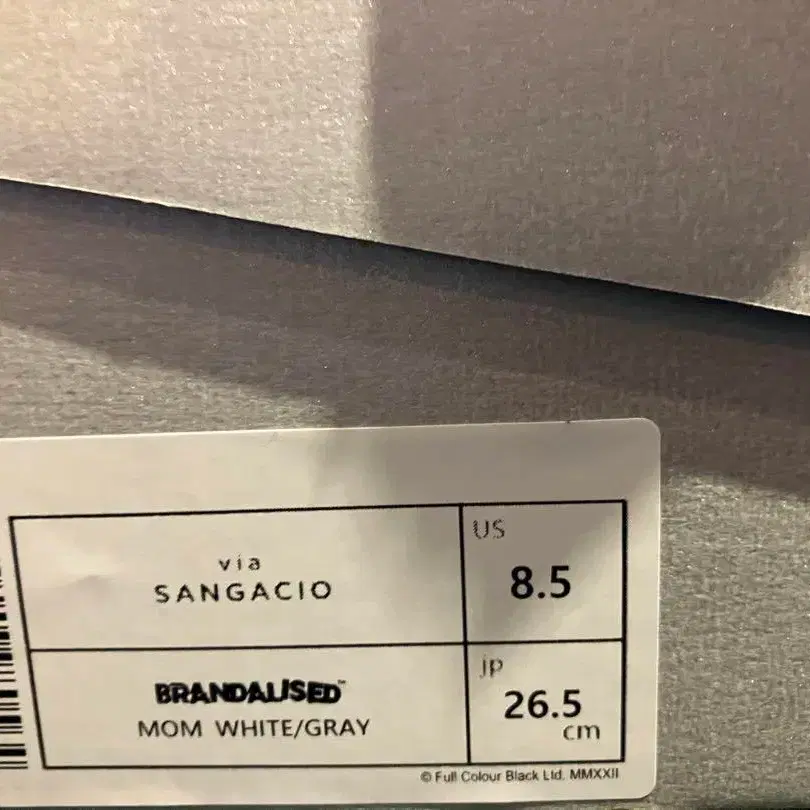 via
SANGACIO
US
8.5
BRANDALISED™
MOM WHITE/GRAY
jp
26.5
cm
© Full Colour Black Ltd. MMXXII